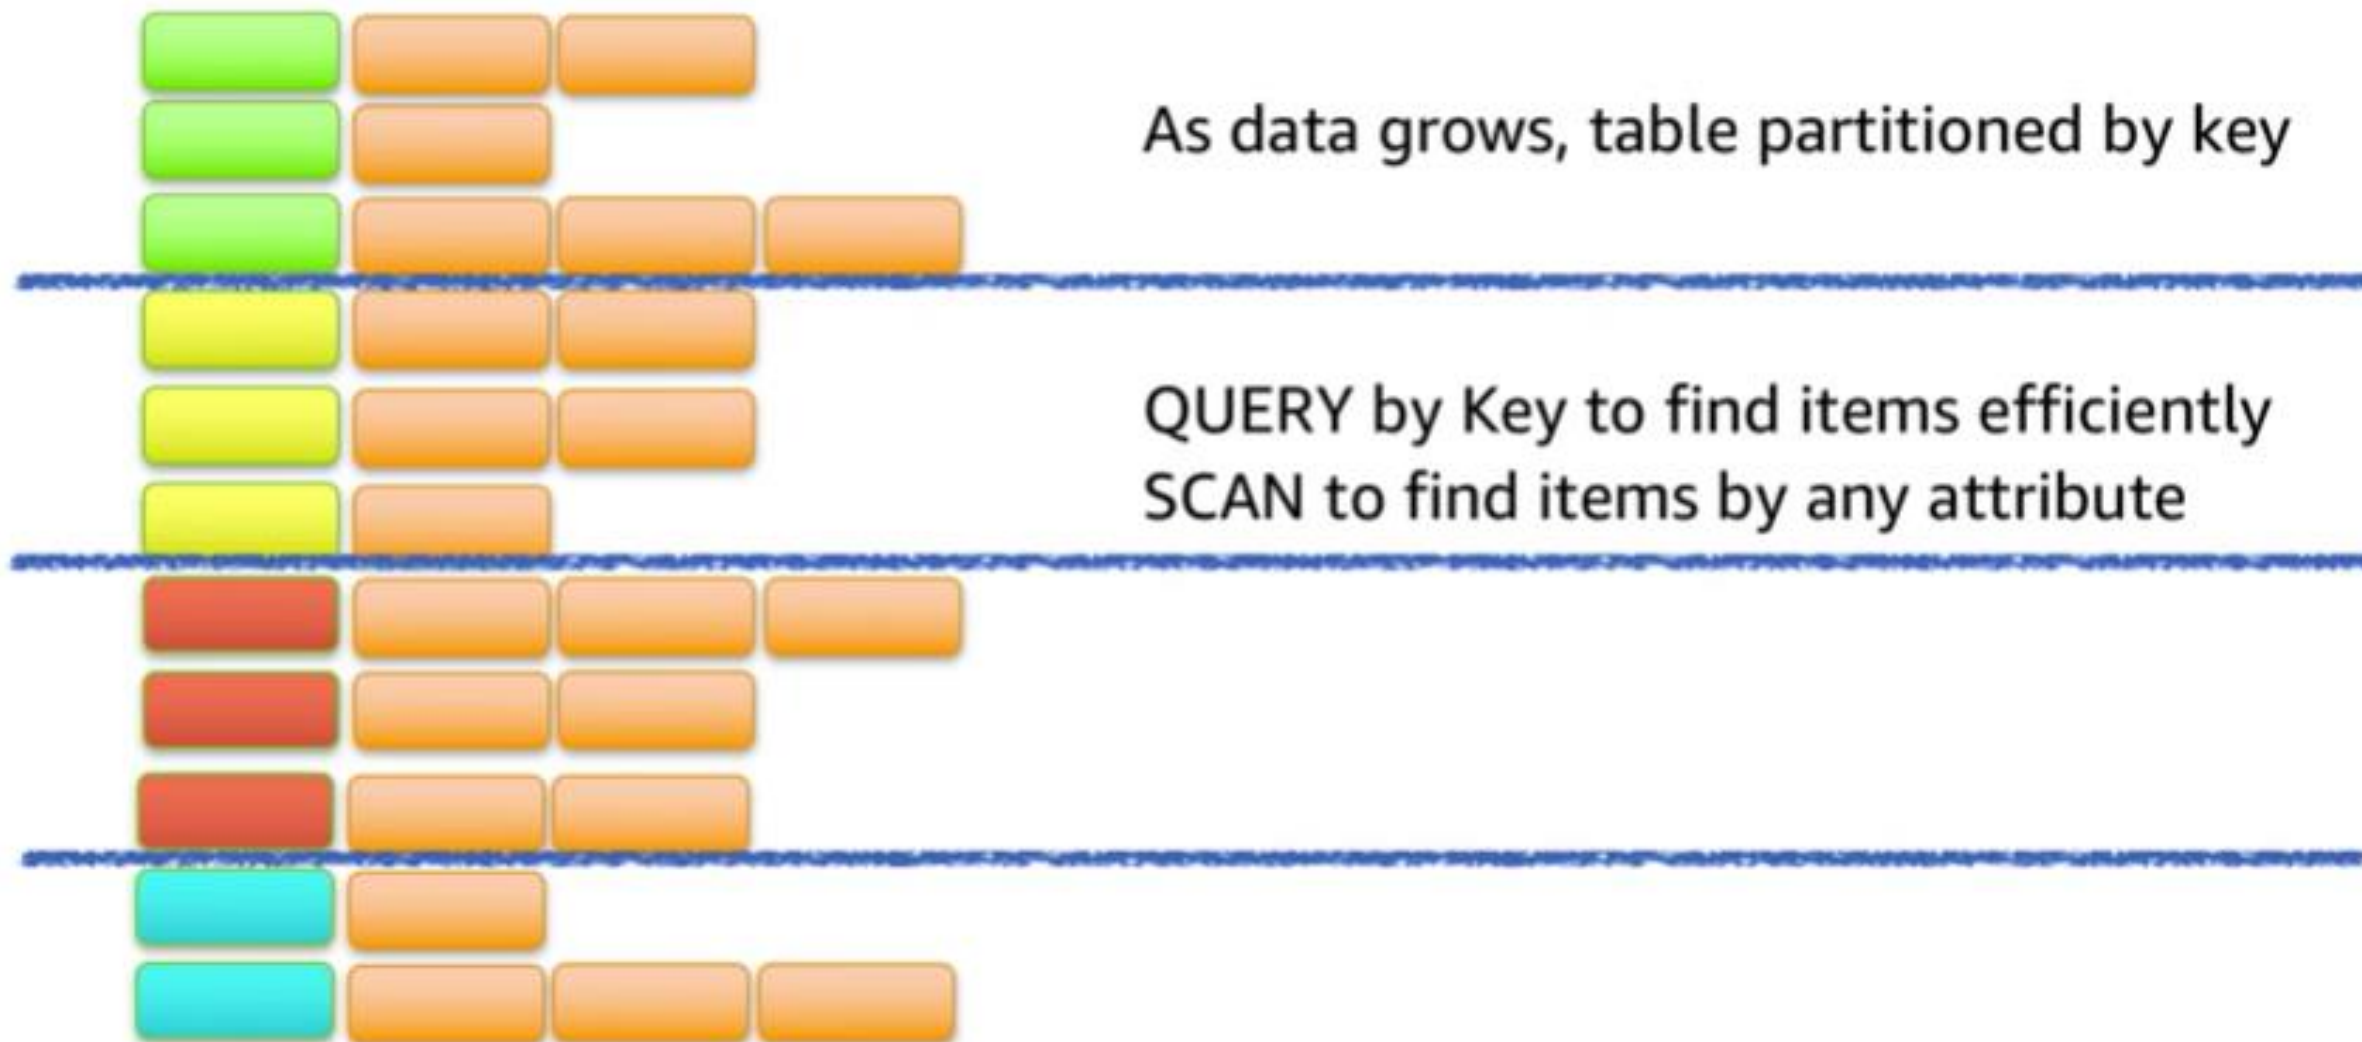 As data grows, table partitioned by key
QUERY by Key to find items efficiently
SCAN to find items by any attribute